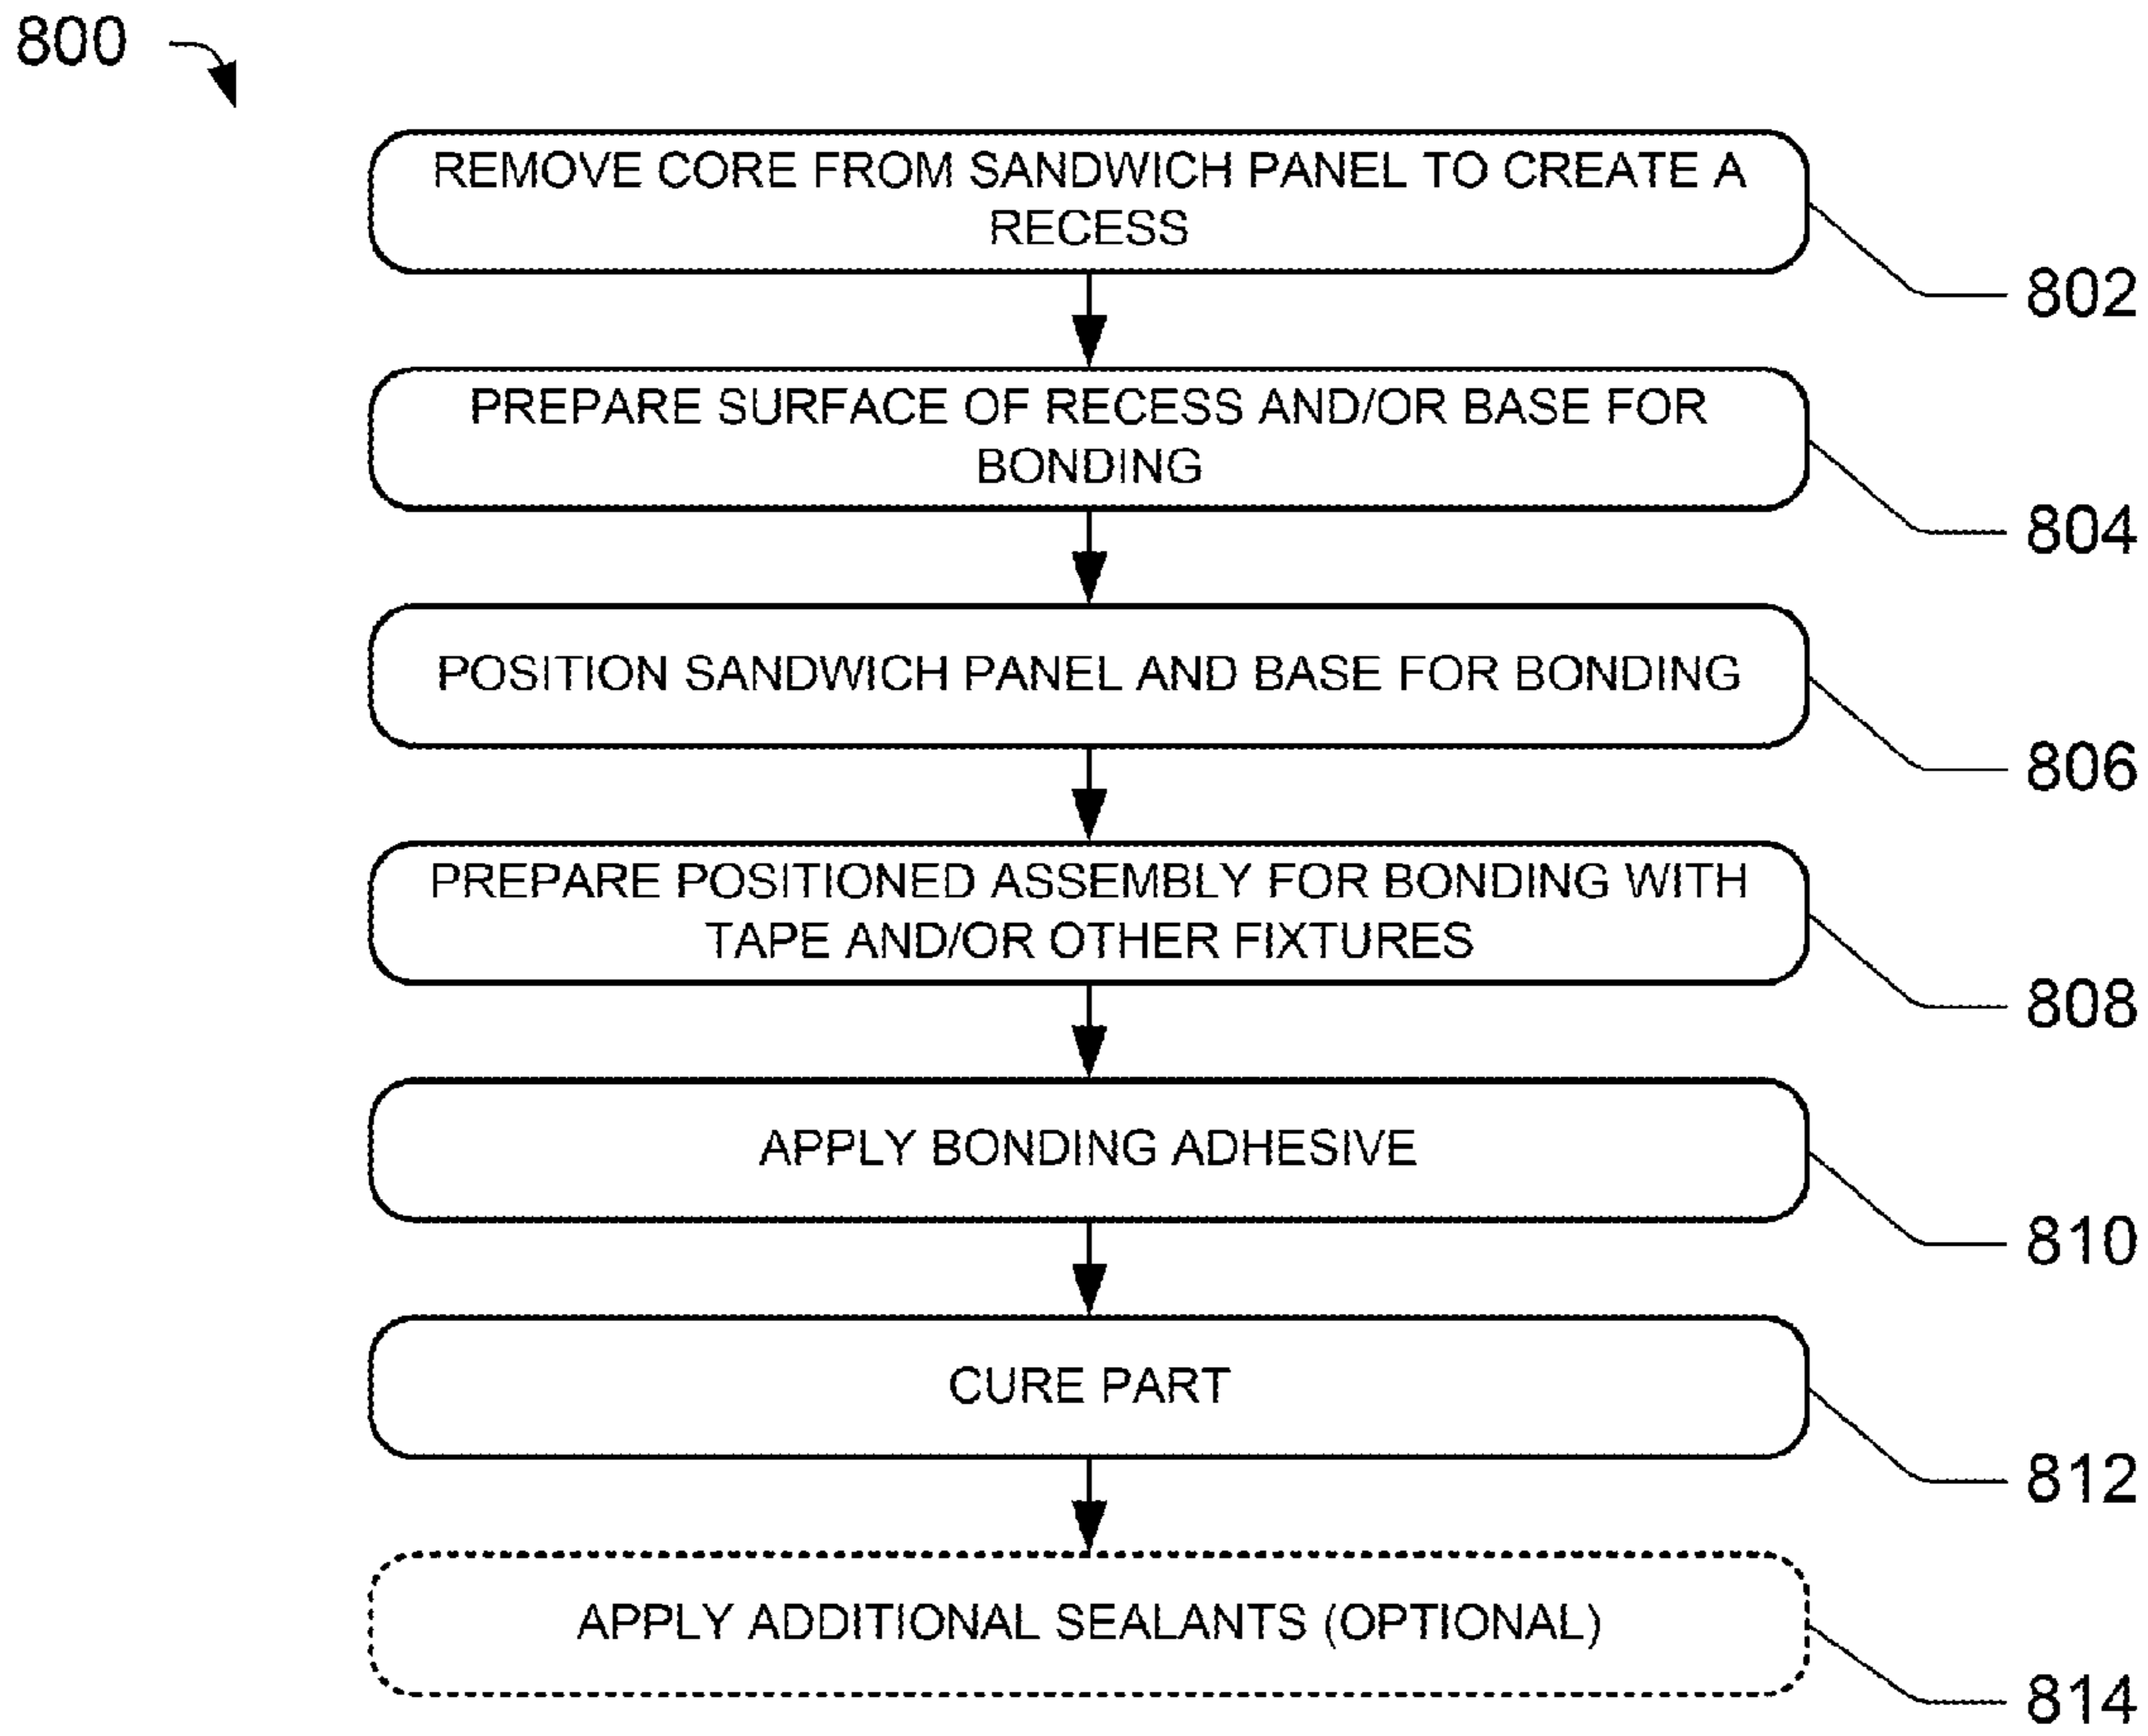 800
REMOVE CORE FROM SANDWICH PANEL TO CREATE A
RECESS
802
PREPARE SURFACE OF RECESS AND/OR BASE FOR
BONDING
804
POSITION SANDWICH PANEL AND BASE FOR BONDING
806
PREPARE POSITIONED ASSEMBLY FOR BONDING WITH
TAPE AND/OR OTHER FIXTURES
808
APPLY BONDING ADHESIVE
810
CURE PART
812
APPLY ADDITIONAL SEALANTS (OPTIONAL)
814